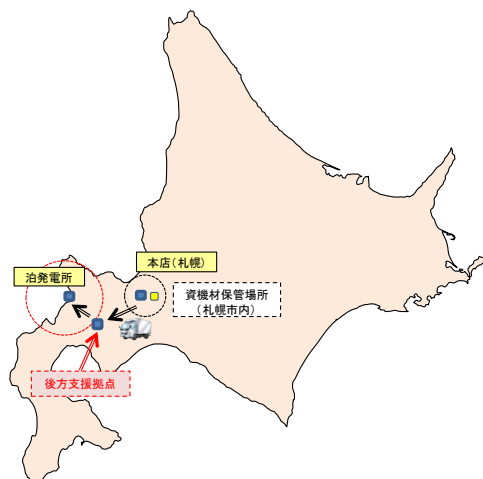 本店(札幌)
泊発電所
資機材保管場所
(札幌市内)
後方支援拠点